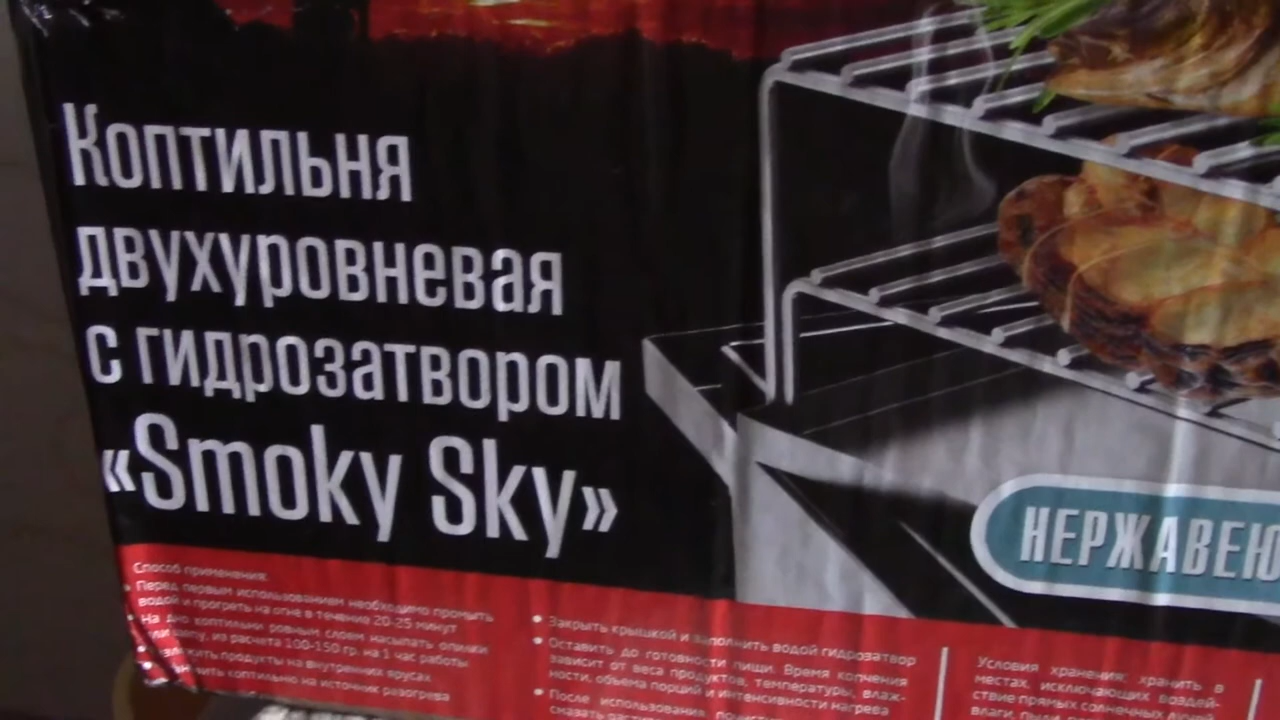 Коптильня
двухуровневая
с гидрозатвором
«Smoky Sky»
НЕРЖАВЕЮ
Способ применения:
Перед первым использованием необходимо промыть
водой и прогреть на огне в течение 20-25 минут
На дно коптильни ровным слоем насыпать опилки
из расчета 100-150 гр. на 1 час работы
продукты на внутренних ярусах
коптильню на источник разогрева
• Закрыть крышкой и заполнить водой гидрозатвор
• Оставить до готовности пищи. Время копчения
зависит от веса продуктов, температуры, влаж-
ности, объема порций и интенсивности нагрева
• После использования
смазать
Условия хранения: хранить в
местах, исключающих воздей-
ствие прямых солнечных
влаги,